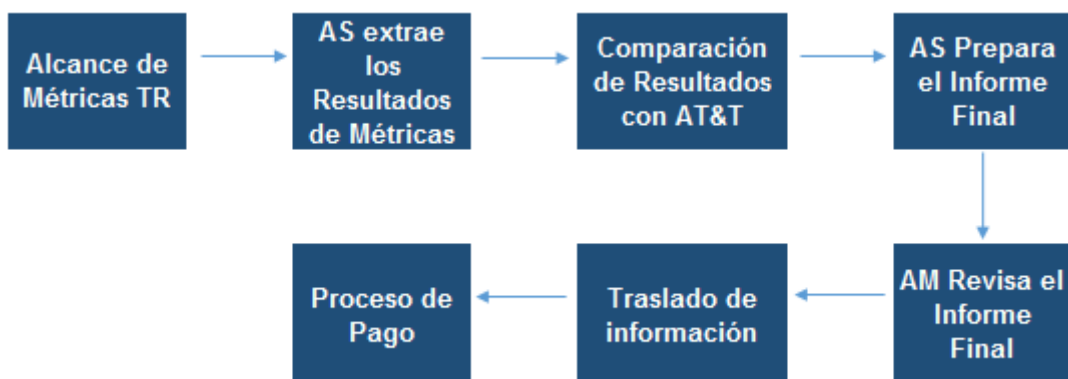 Alcance de
Métricas TR
AS extrae
los
Resultados
de Métricas
Comparación
de Resultados
con AT&T
AS Prepara
el Informe
Final
AM Revisa el
Informe
Final
Traslado de
información
Proceso de
Pago